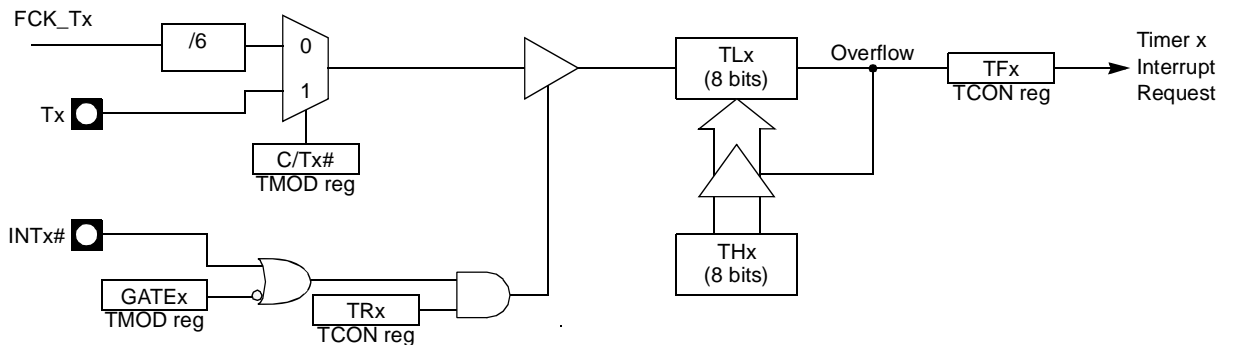 FCK_Tx
/6
0
1
Tx
C/Tx#
TMOD reg
TLx
(8 bits)
Overflow
TFx
TCON reg
Timer x
Interrupt
Request
INTx#
GATEx
TMOD reg
TRx
TCON reg
THx
(8 bits)